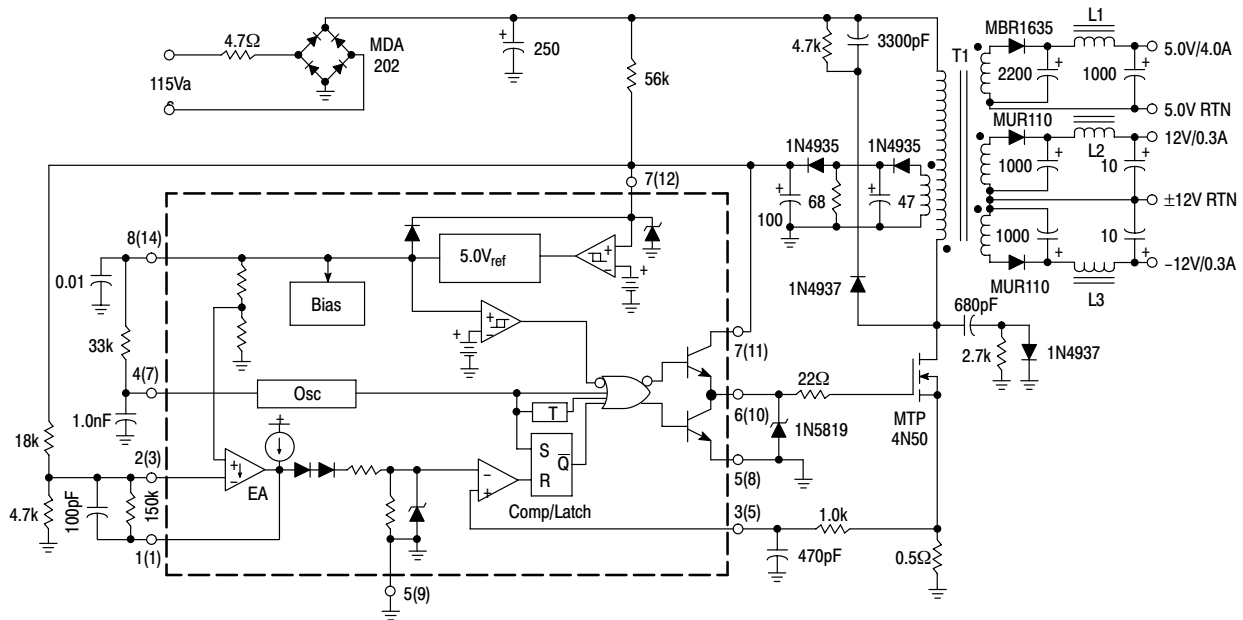 4.7Ω
MDA
202
115Va
+
250
56k
4.7k
3300pF
T1
MBR1635
L1
5.0V/4.0A
+
2200
+
1000
5.0V RTN
MUR110
12V/0.3A
L2
+
1000
+
10
±12V RTN
1000
+
10
+
MUR110
L3
–12V/0.3A
1N4935
1N4935
+
100
68
+
47
7(12)
8(14)
0.01
5.0Vref
+
–
+
Bias
1N4937
680pF
2.7k
1N4937
33k
+
–
+
7(11)
4(7)
Osc
1.0nF
T
22Ω
6(10)
1N5819
MTP
4N50
18k
+
2(3)
+
–
EA
S
Q
R
–
+
Comp/Latch
5(8)
4.7k
100pF
150k
1(1)
3(5)
1.0k
470pF
0.5Ω
5(9)